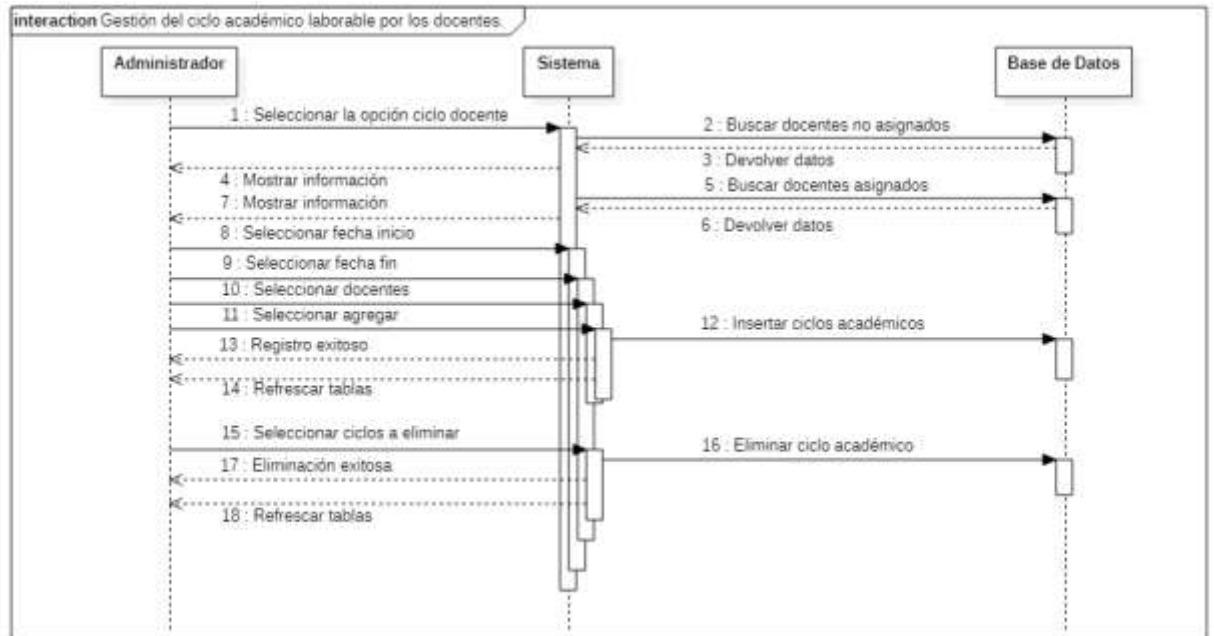 interaction Gestión del ciclo académico laborable por los docentes.
Administrador
Sistema
Base de Datos
1 : Seleccionar la opción ciclo docente
2 : Buscar docentes no asignados
3 : Devolver datos
4 : Mostrar información
5 : Buscar docentes asignados
7 : Mostrar información
6 : Devolver datos
8 : Seleccionar fecha inicio
9 : Seleccionar fecha fin
10 : Seleccionar docentes
11 : Seleccionar agregar
12 : Insertar ciclos académicos
13 : Registro exitoso
14 : Refrescar tablas
15 : Seleccionar ciclos a eliminar
16 : Eliminar ciclo académico
17 : Eliminación exitosa
18 : Refrescar tablas